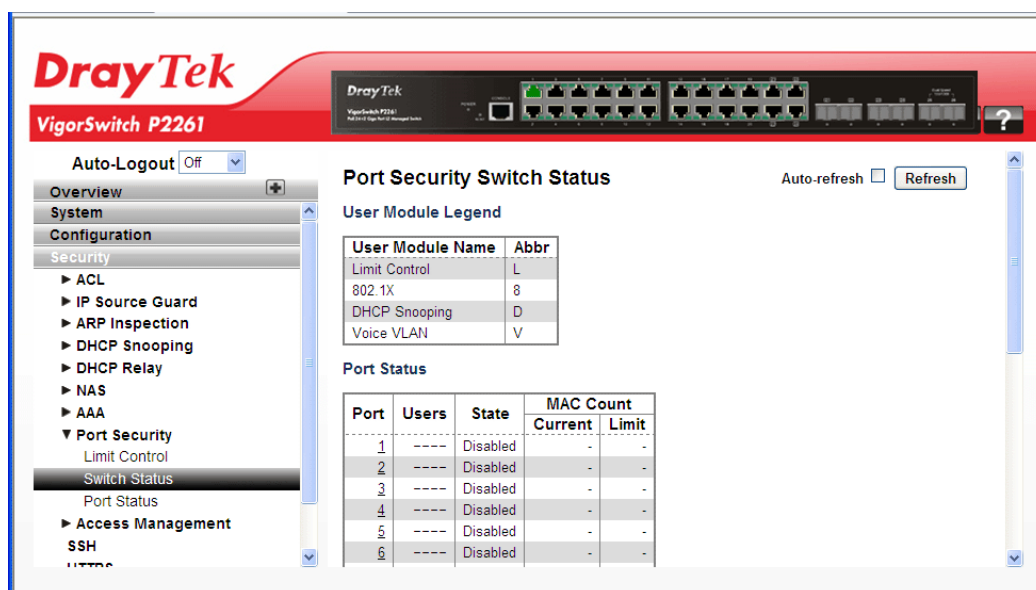 DrayTek
VigorSwitch P2261
DrayTek
VigorSwitch P2261
Auto-Logout Off
Overview
System
Configuration
Security
ACL
IP Source Guard
ARP Inspection
DHCP Snooping
DHCP Relay
NAS
AAA
Port Security
Limit Control
Switch Status
Port Status
Access Management
SSH
HTTPS
?
Port Security Switch Status
Auto-refresh Refresh
User Module Legend
User Module Name Abbr
Limit Control L
802.1X 8
DHCP Snooping D
Voice VLAN V
Port Status
Port Users State MAC Count
Current Limit
1 ---- Disabled - -
2 ---- Disabled - -
3 ---- Disabled - -
4 ---- Disabled - -
5 ---- Disabled - -
6 ---- Disabled - -